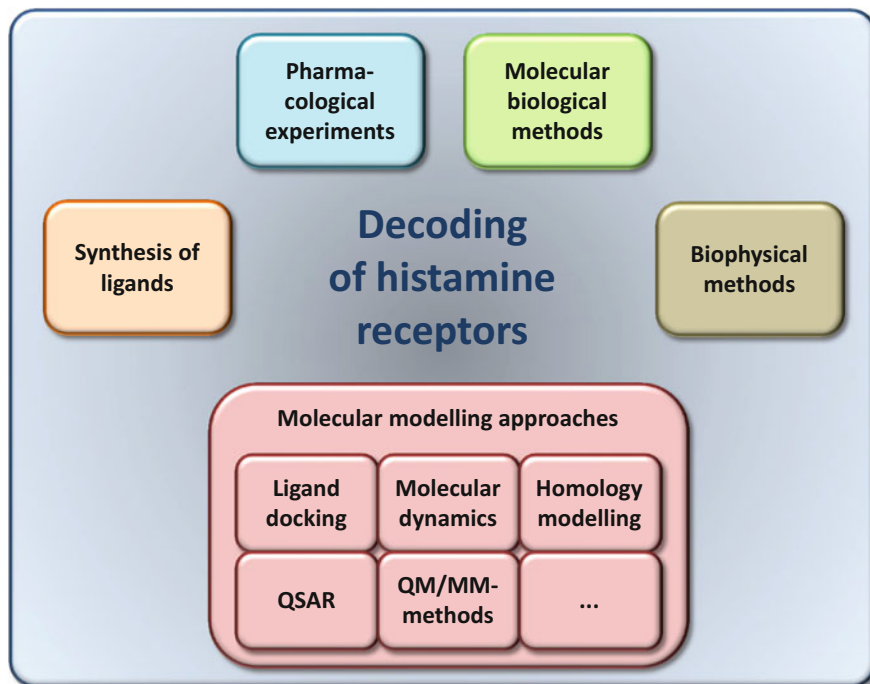 Pharma-
cological
experiments
Molecular
biological
methods
Synthesis of
ligands
Decoding
of histamine
receptors
Biophysical
methods
Molecular modelling approaches
Ligand
docking
Molecular
dynamics
Homology
modelling
QSAR
QM/MM-
methods
...